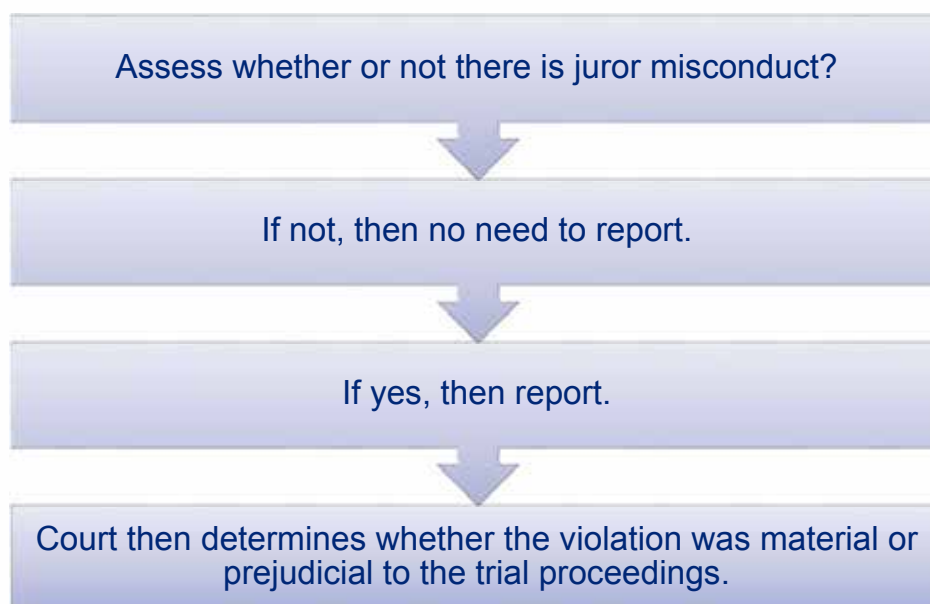 Assess whether or not there is juror misconduct?
If not, then no need to report.
If yes, then report.
Court then determines whether the violation was material or
prejudicial to the trial proceedings.